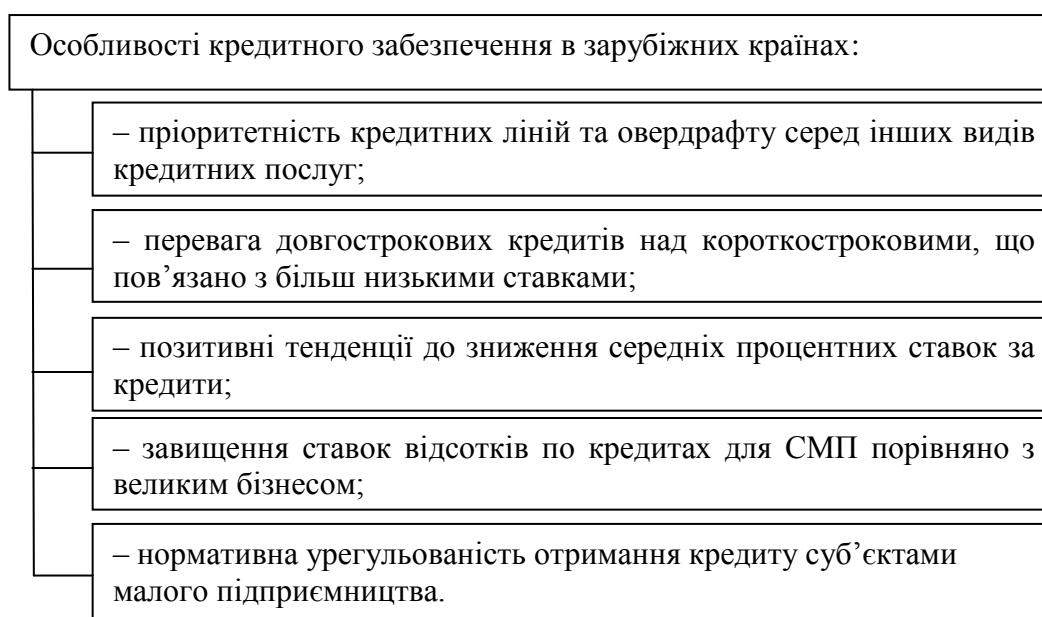 Особливості кредитного забезпечення в зарубіжних країнах:
– пріоритетність кредитних ліній та овердрафту серед інших видів
кредитних послуг;
– перевага довгострокових кредитів над короткостроковими, що
пов’язано з більш низькими ставками;
– позитивні тенденції до зниження середніх процентних ставок за
кредити;
– завищення ставок відсотків по кредитах для СМП порівняно з
великим бізнесом;
– нормативна урегульованість отримання кредиту суб’єктами
малого підприємництва.